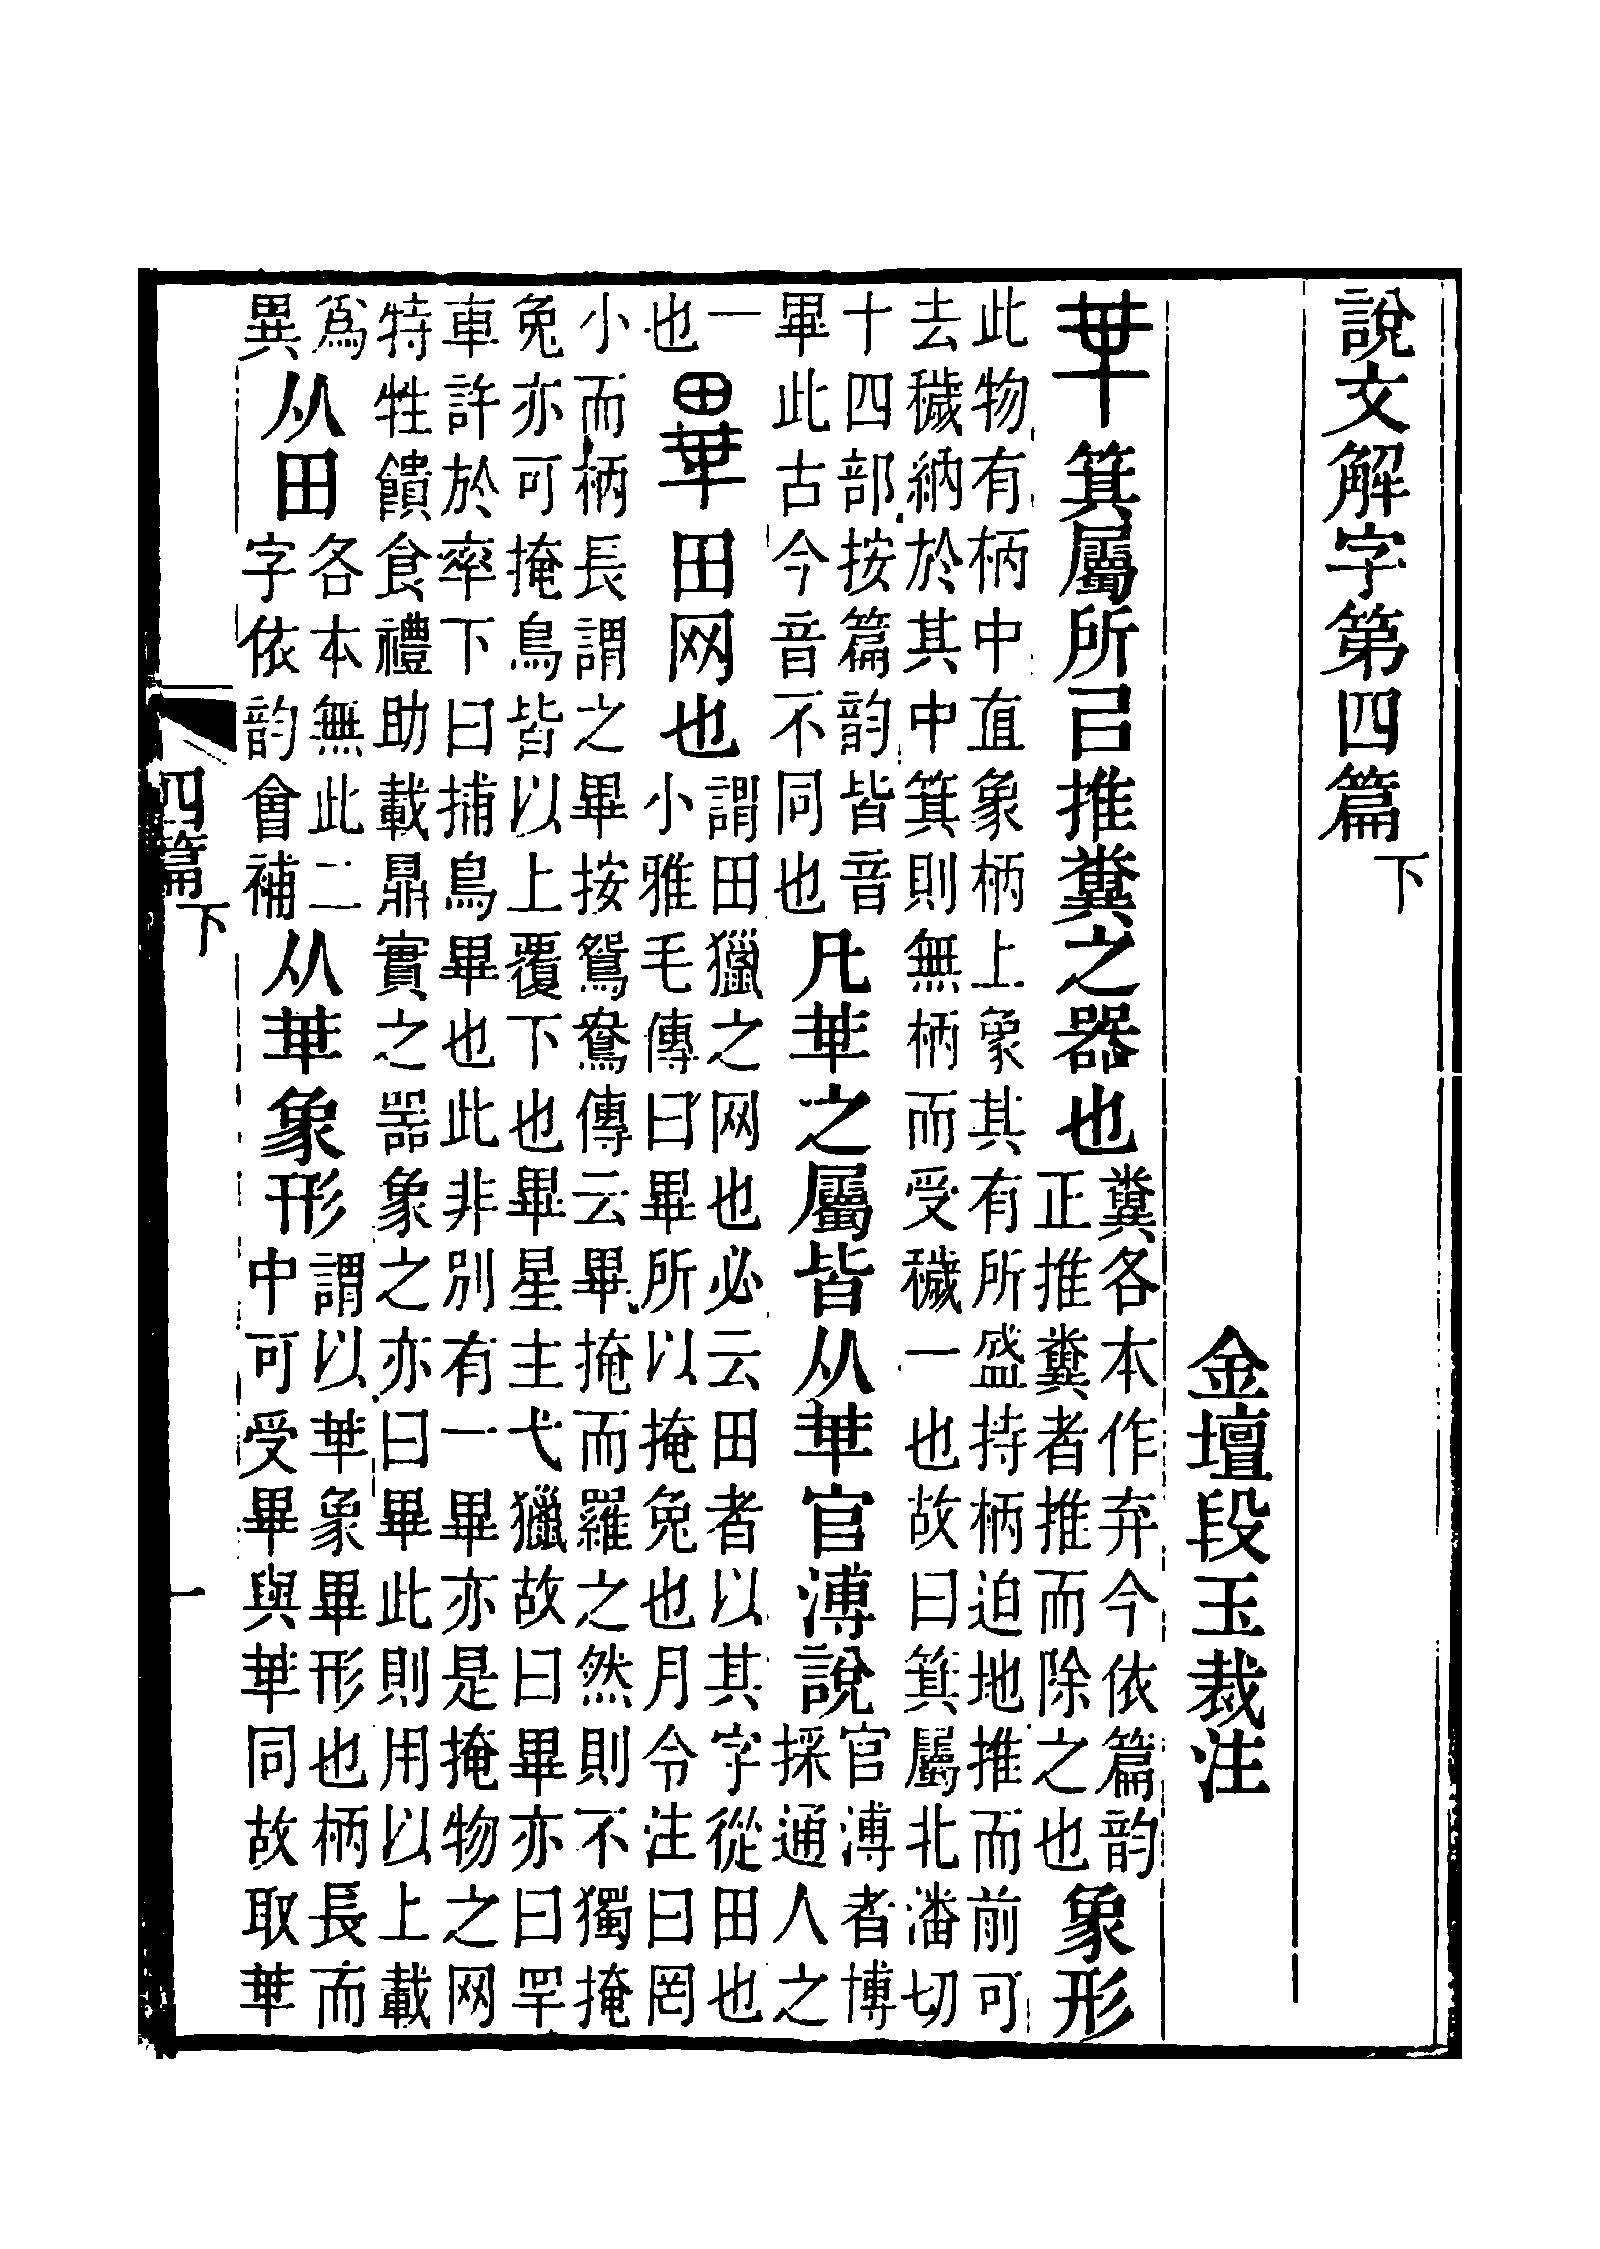 說文解字第四篇下
金壇段玉裁注
𠦒箕屬所㠯推糞之器也糞各本作弃今依篇韵正推糞者推而除之也象形
此物有柄中直象柄上象其有所盛持柄迫地推而前可
去穢納於其中箕則無柄而受穢一也故曰箕屬北潘切
十四部按篇韵皆音畢此古今音不同也凡𠦒之屬皆从𠦒官溥說官溥者博採通人之
一也畢田网也謂田獵之网也必云田者以其字從田也小雅毛傳曰畢所以掩兔也月令注曰罔
小而柄長謂之畢按鴛鴦傳云畢掩而羅之然則不獨掩
兔亦可掩鳥皆以上覆下也畢星主弋獵故曰畢亦曰罕
車許於率下曰捕鳥畢也此非別有一畢亦是掩物之网
特牲饋食禮助載鼎實之器象之亦曰畢此則用以上載
爲異从田各本無此二字依韵會補从𠦒象形謂以𠦒象畢形也柄長而中可受畢與𠦒同故取𠦒
四篇下
一